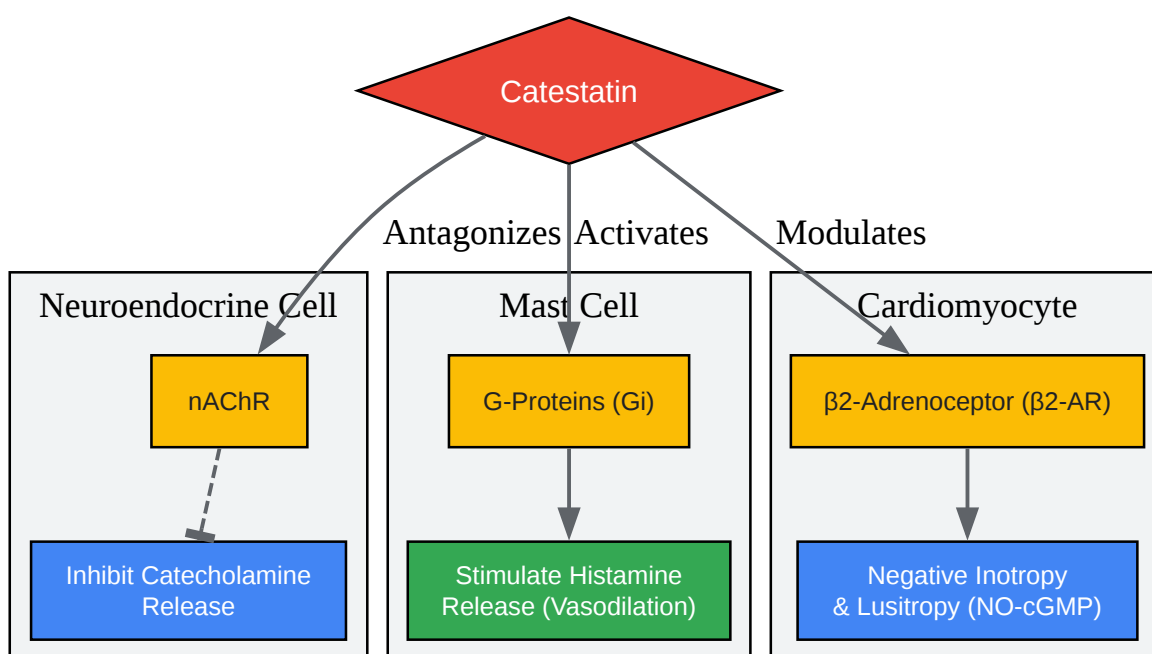 Catestatin
Antagonizes
Activates
Modulates
Neuroendocrine Cell
Mast Cell
Cardiomyocyte
nAChR
G-Proteins (Gi)
β2-Adrenoceptor (β2-AR)
Inhibit Catecholamine
Release
Stimulate Histamine
Release (Vasodilation)
Negative Inotropy
& Lusitropy (NO-cGMP)